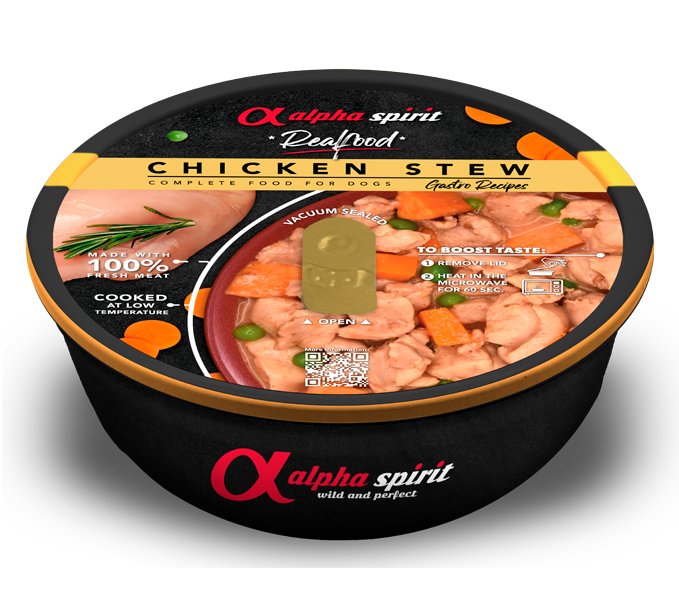 α alpha spirit
Realfood
CHICKEN STEW
COMPLETE FOOD FOR DOGS
Gastro Recipes
VACUUM SEALED
MADE WITH
100%
FRESH MEAT
COOKED
AT LOW
TEMPERATURE
TO BOOST TASTE:
1 REMOVE LID
2 HEAT IN THE
MICROWAVE
FOR 60 SEC.
▲ OPEN ▲
More information:
α alpha spirit
wild and perfect